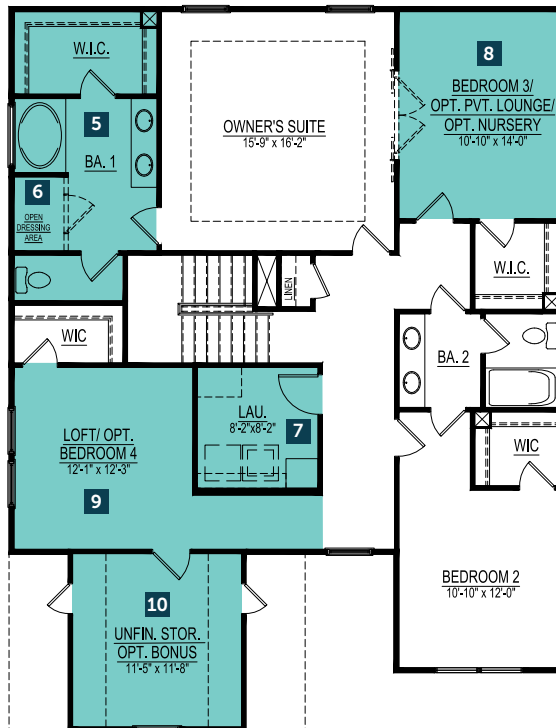 W.I.C.
5
BA. 1
6
OPEN
DRESSING
AREA
OWNER'S SUITE
15'-9" x 16'-2"
8
BEDROOM 3/
OPT. PVT. LOUNGE/
OPT. NURSERY
10'-10" x 14'-0"
W.I.C.
LINEN
WIC
BA. 2
LOFT/ OPT.
BEDROOM 4
12'-1" x 12'-3"
9
LAU.
8'-2"x8'-2"
7
WIC
BEDROOM 2
10'-10" x 12'-0"
10
UNFIN. STOR.
OPT. BONUS
11'-5" x 11'-8"